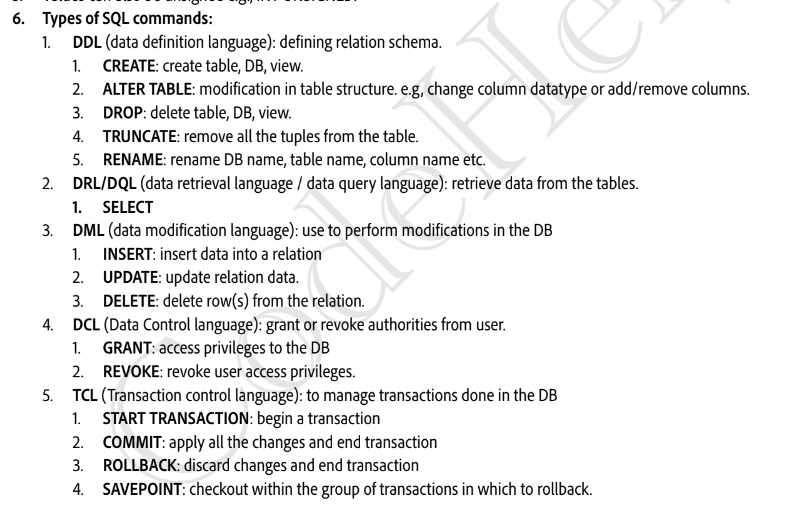 6. Types of SQL commands:
1. DDL (data definition language): defining relation schema.
1. CREATE: create table, DB, view.
2. ALTER TABLE: modification in table structure. e.g, change column datatype or add/remove columns.
3. DROP: delete table, DB, view.
4. TRUNCATE: remove all the tuples from the table.
5. RENAME: rename DB name, table name, column name etc.
2. DRL/DQL (data retrieval language / data query language): retrieve data from the tables.
1. SELECT
3. DML (data modification language): use to perform modifications in the DB
1. INSERT: insert data into a relation
2. UPDATE: update relation data.
3. DELETE: delete row(s) from the relation.
4. DCL (Data Control language): grant or revoke authorities from user.
1. GRANT: access privileges to the DB
2. REVOKE: revoke user access privileges.
5. TCL (Transaction control language): to manage transactions done in the DB
1. START TRANSACTION: begin a transaction
2. COMMIT: apply all the changes and end transaction
3. ROLLBACK: discard changes and end transaction
4. SAVEPOINT: checkout within the group of transactions in which to rollback.
CodeHel